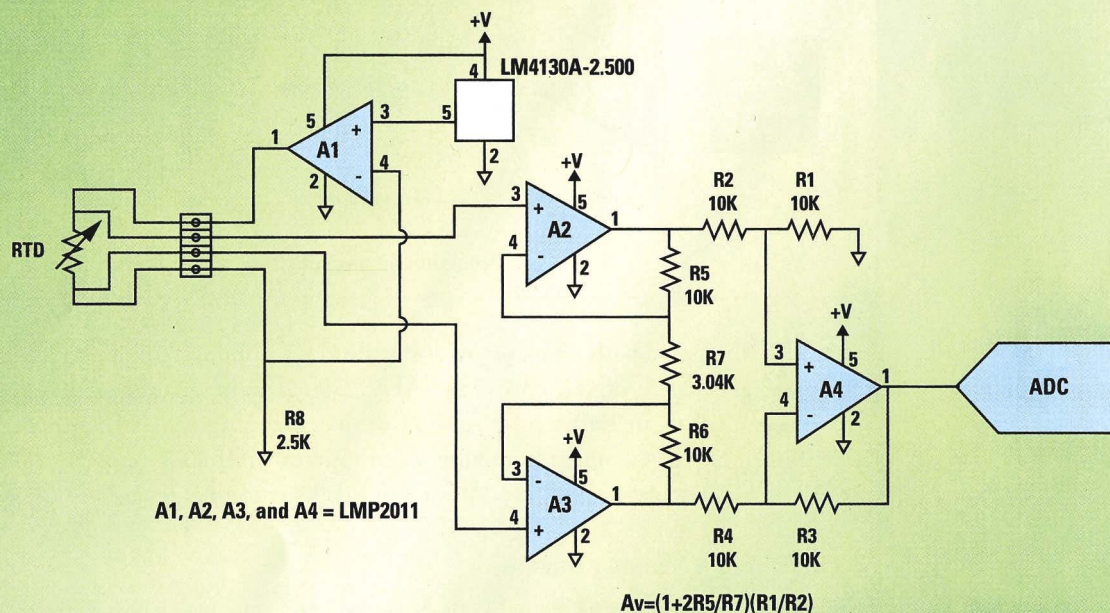 +V
4
LM4130A-2.500
5
3
5
+
1
A1
4
-
2
2
+V
R2
R1
10K
10K
3
5
+
1
A2
4
-
2
RTD
R5
10K
+V
R7
3.04K
3
5
+
1
A4
4
-
2
ADC
R8
2.5K
R6
10K
+V
3
5
-
1
A3
4
+
2
A1, A2, A3, and A4 = LMP2011
R4
R3
10K
10K
Av=(1+2R5/R7)(R1/R2)